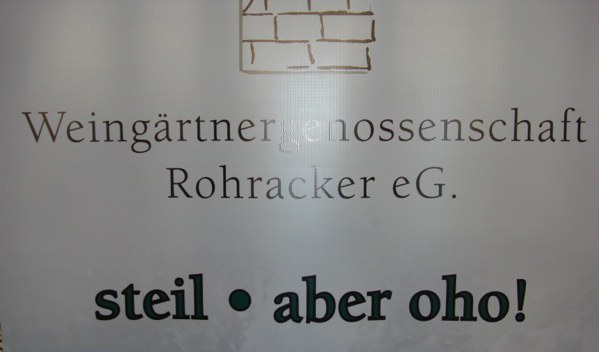 Weingärtnergenossenschaft
Rohracker eG.
steil • aber oho!